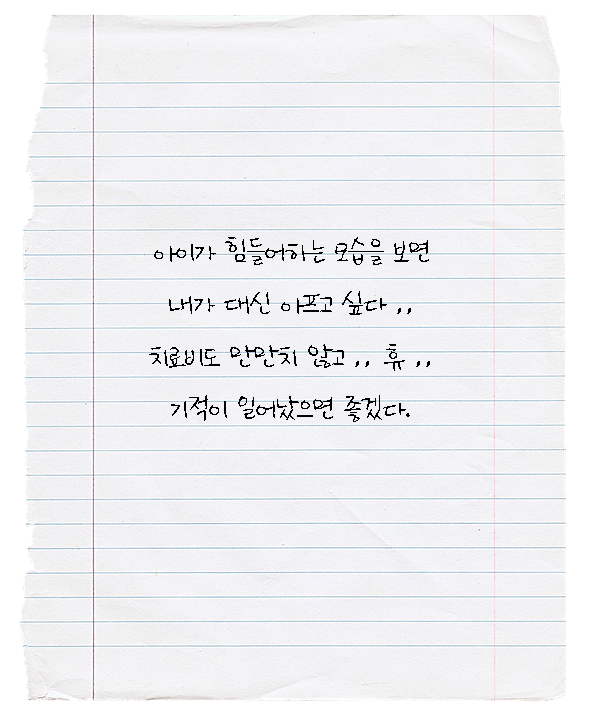 아이가 힘들어하는 모습을 보면
내가 대신 아프고 싶다 ,,
치료비도 만만치 않고 ,, 휴 ,,
기적이 일어났으면 좋겠다.